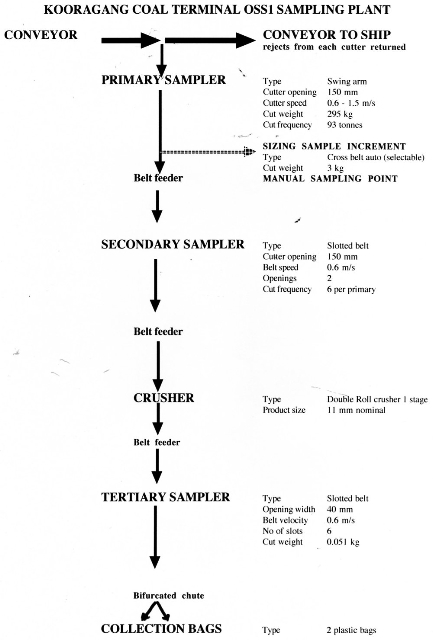 KOORAGANG COAL TERMINAL OSS1 SAMPLING PLANT
CONVEYOR
CONVEYOR TO SHIP
rejects from each cutter returned
PRIMARY SAMPLER
Type Swing arm
Cutter opening 150 mm
Cutter speed 0.6 - 1.5 m/s
Cut weight 295 kg
Cut frequency 93 tonnes
SIZING SAMPLE INCREMENT
Type Cross belt auto (selectable)
Cut weight 3 kg
Belt feeder
MANUAL SAMPLING POINT
SECONDARY SAMPLER
Type Slotted belt
Cutter opening 150 mm
Belt speed 0.6 m/s
Openings 2
Cut frequency 6 per primary
Belt feeder
CRUSHER
Type Double Roll crusher 1 stage
Product size 11 mm nominal
Belt feeder
TERTIARY SAMPLER
Type Slotted belt
Opening width 40 mm
Belt velocity 0.6 m/s
No of slots 6
Cut weight 0.051 kg
Bifurcated chute
COLLECTION BAGS
Type 2 plastic bags